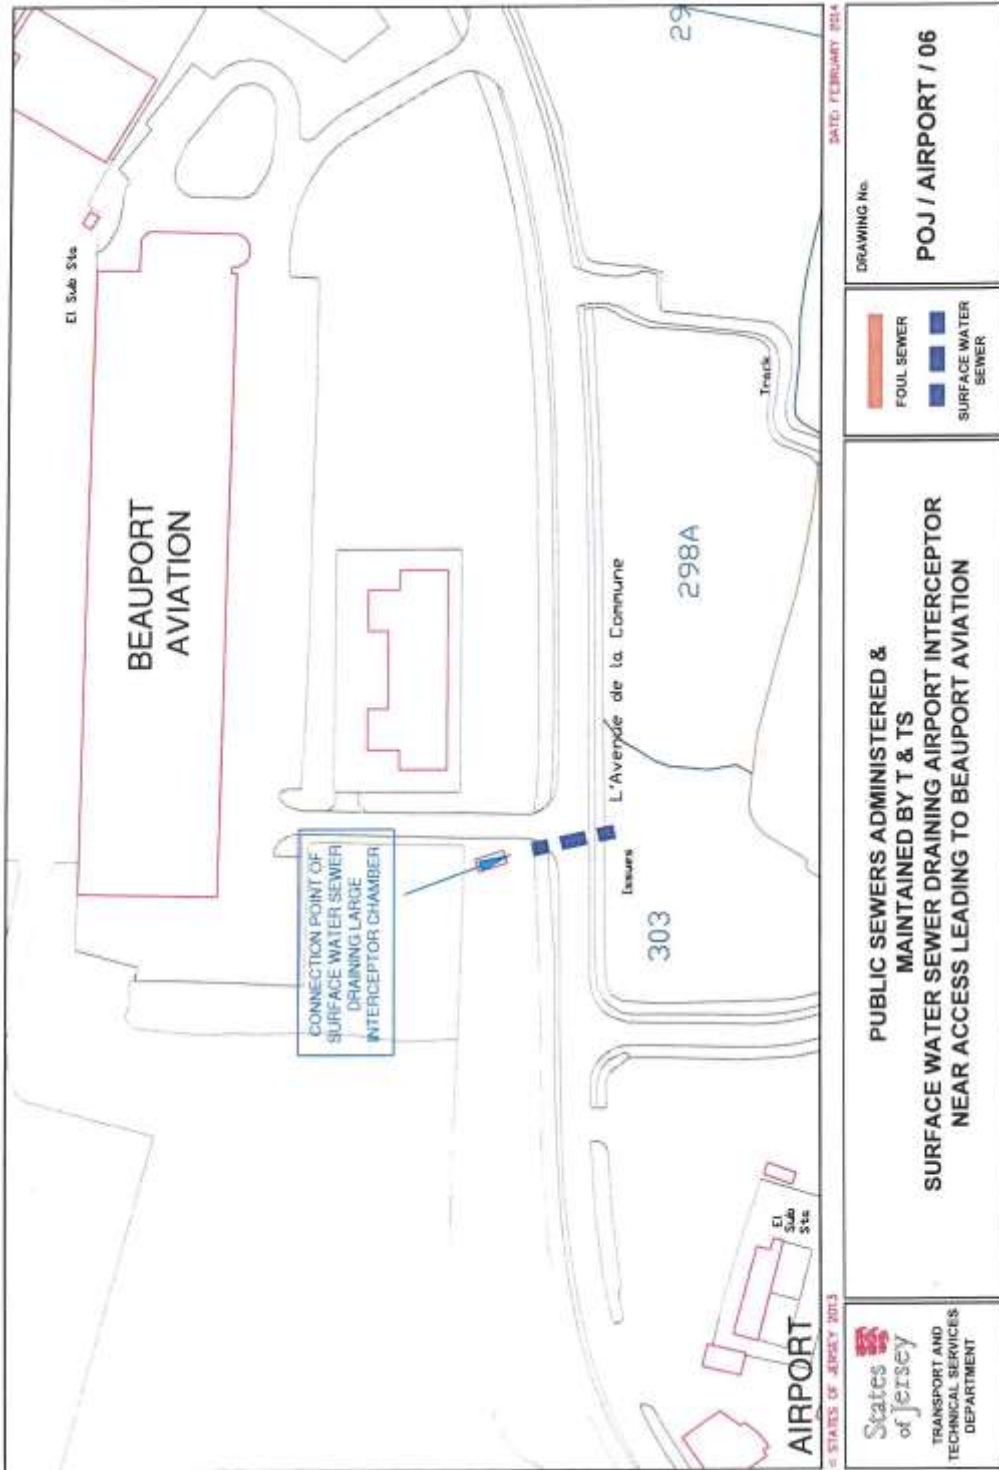 El Sub Sta
BEAUPORT
AVIATION
CONNECTION POINT OF
SURFACE WATER SEWER
DRAINING LARGE
INTERCEPTOR CHAMBER
29
Track
298A
L'Avenue de la Commune
Issues
303
El
Sub
Sta
AIRPORT
© STATES OF JERSEY 2013
DATE: FEBRUARY 2014
States
of Jersey
TRANSPORT AND
TECHNICAL SERVICES
DEPARTMENT
PUBLIC SEWERS ADMINISTERED &
MAINTAINED BY T & TS
SURFACE WATER SEWER DRAINING AIRPORT INTERCEPTOR
NEAR ACCESS LEADING TO BEAUPORT AVIATION
FOUL SEWER
SURFACE WATER
SEWER
DRAWING No.
POJ / AIRPORT / 06